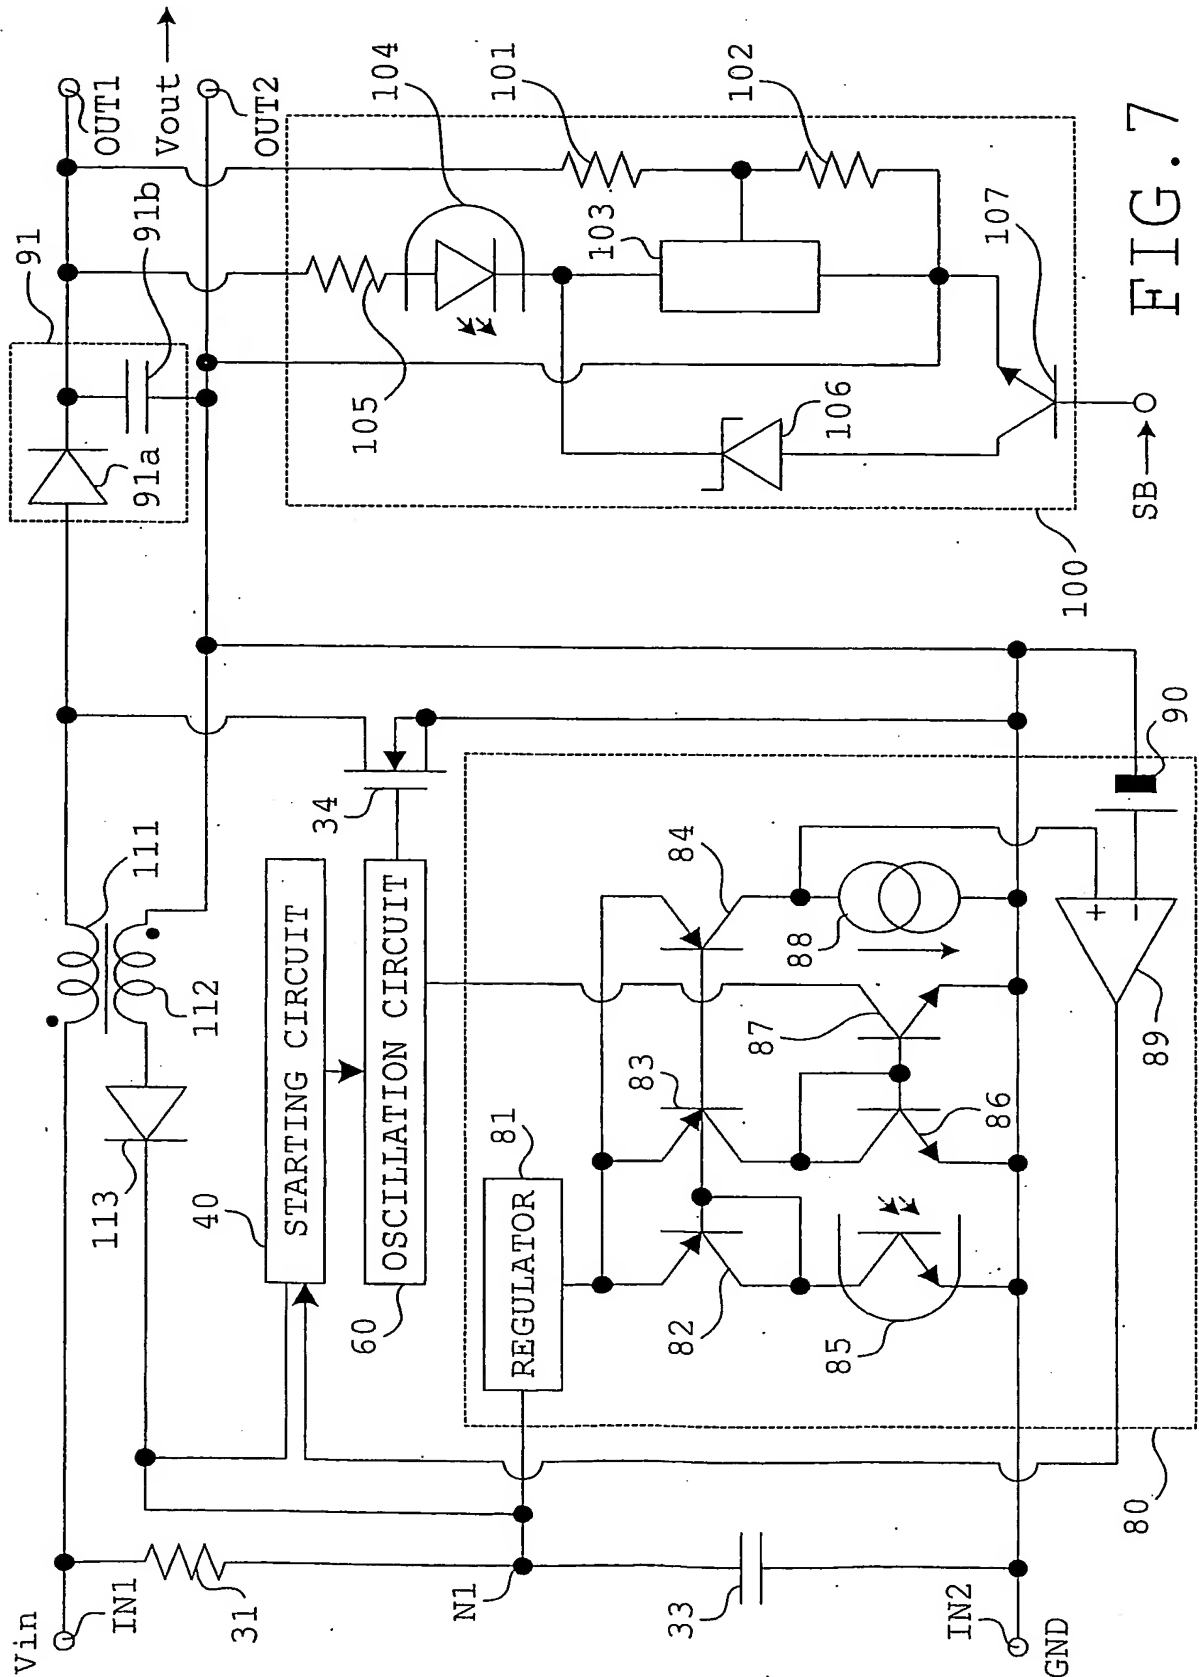 Vin
IN1
31
N1
33
IN2
GND
111
112
113
40
STARTING CIRCUIT
60
OSCILLATION CIRCUIT
34
91
91a
91b
OUT1
Vout
OUT2
104
101
102
103
105
106
107
SB
100
81
REGULATOR
82
83
84
85
86
87
88
+
-
89
90
80
FIG.7